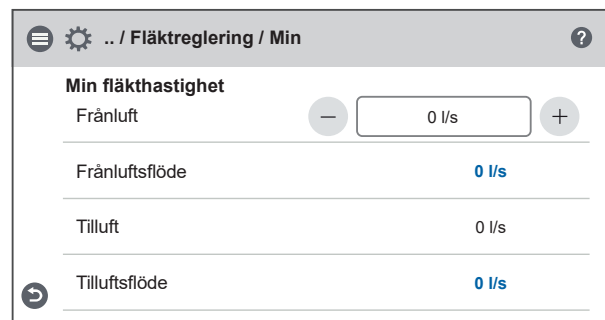 .. / Fläktreglering / Min ?
Min fläkthastighet
Frånluft − 0 l/s +
Frånluftsflöde 0 l/s
Tilluft 0 l/s
Tilluftsflöde 0 l/s